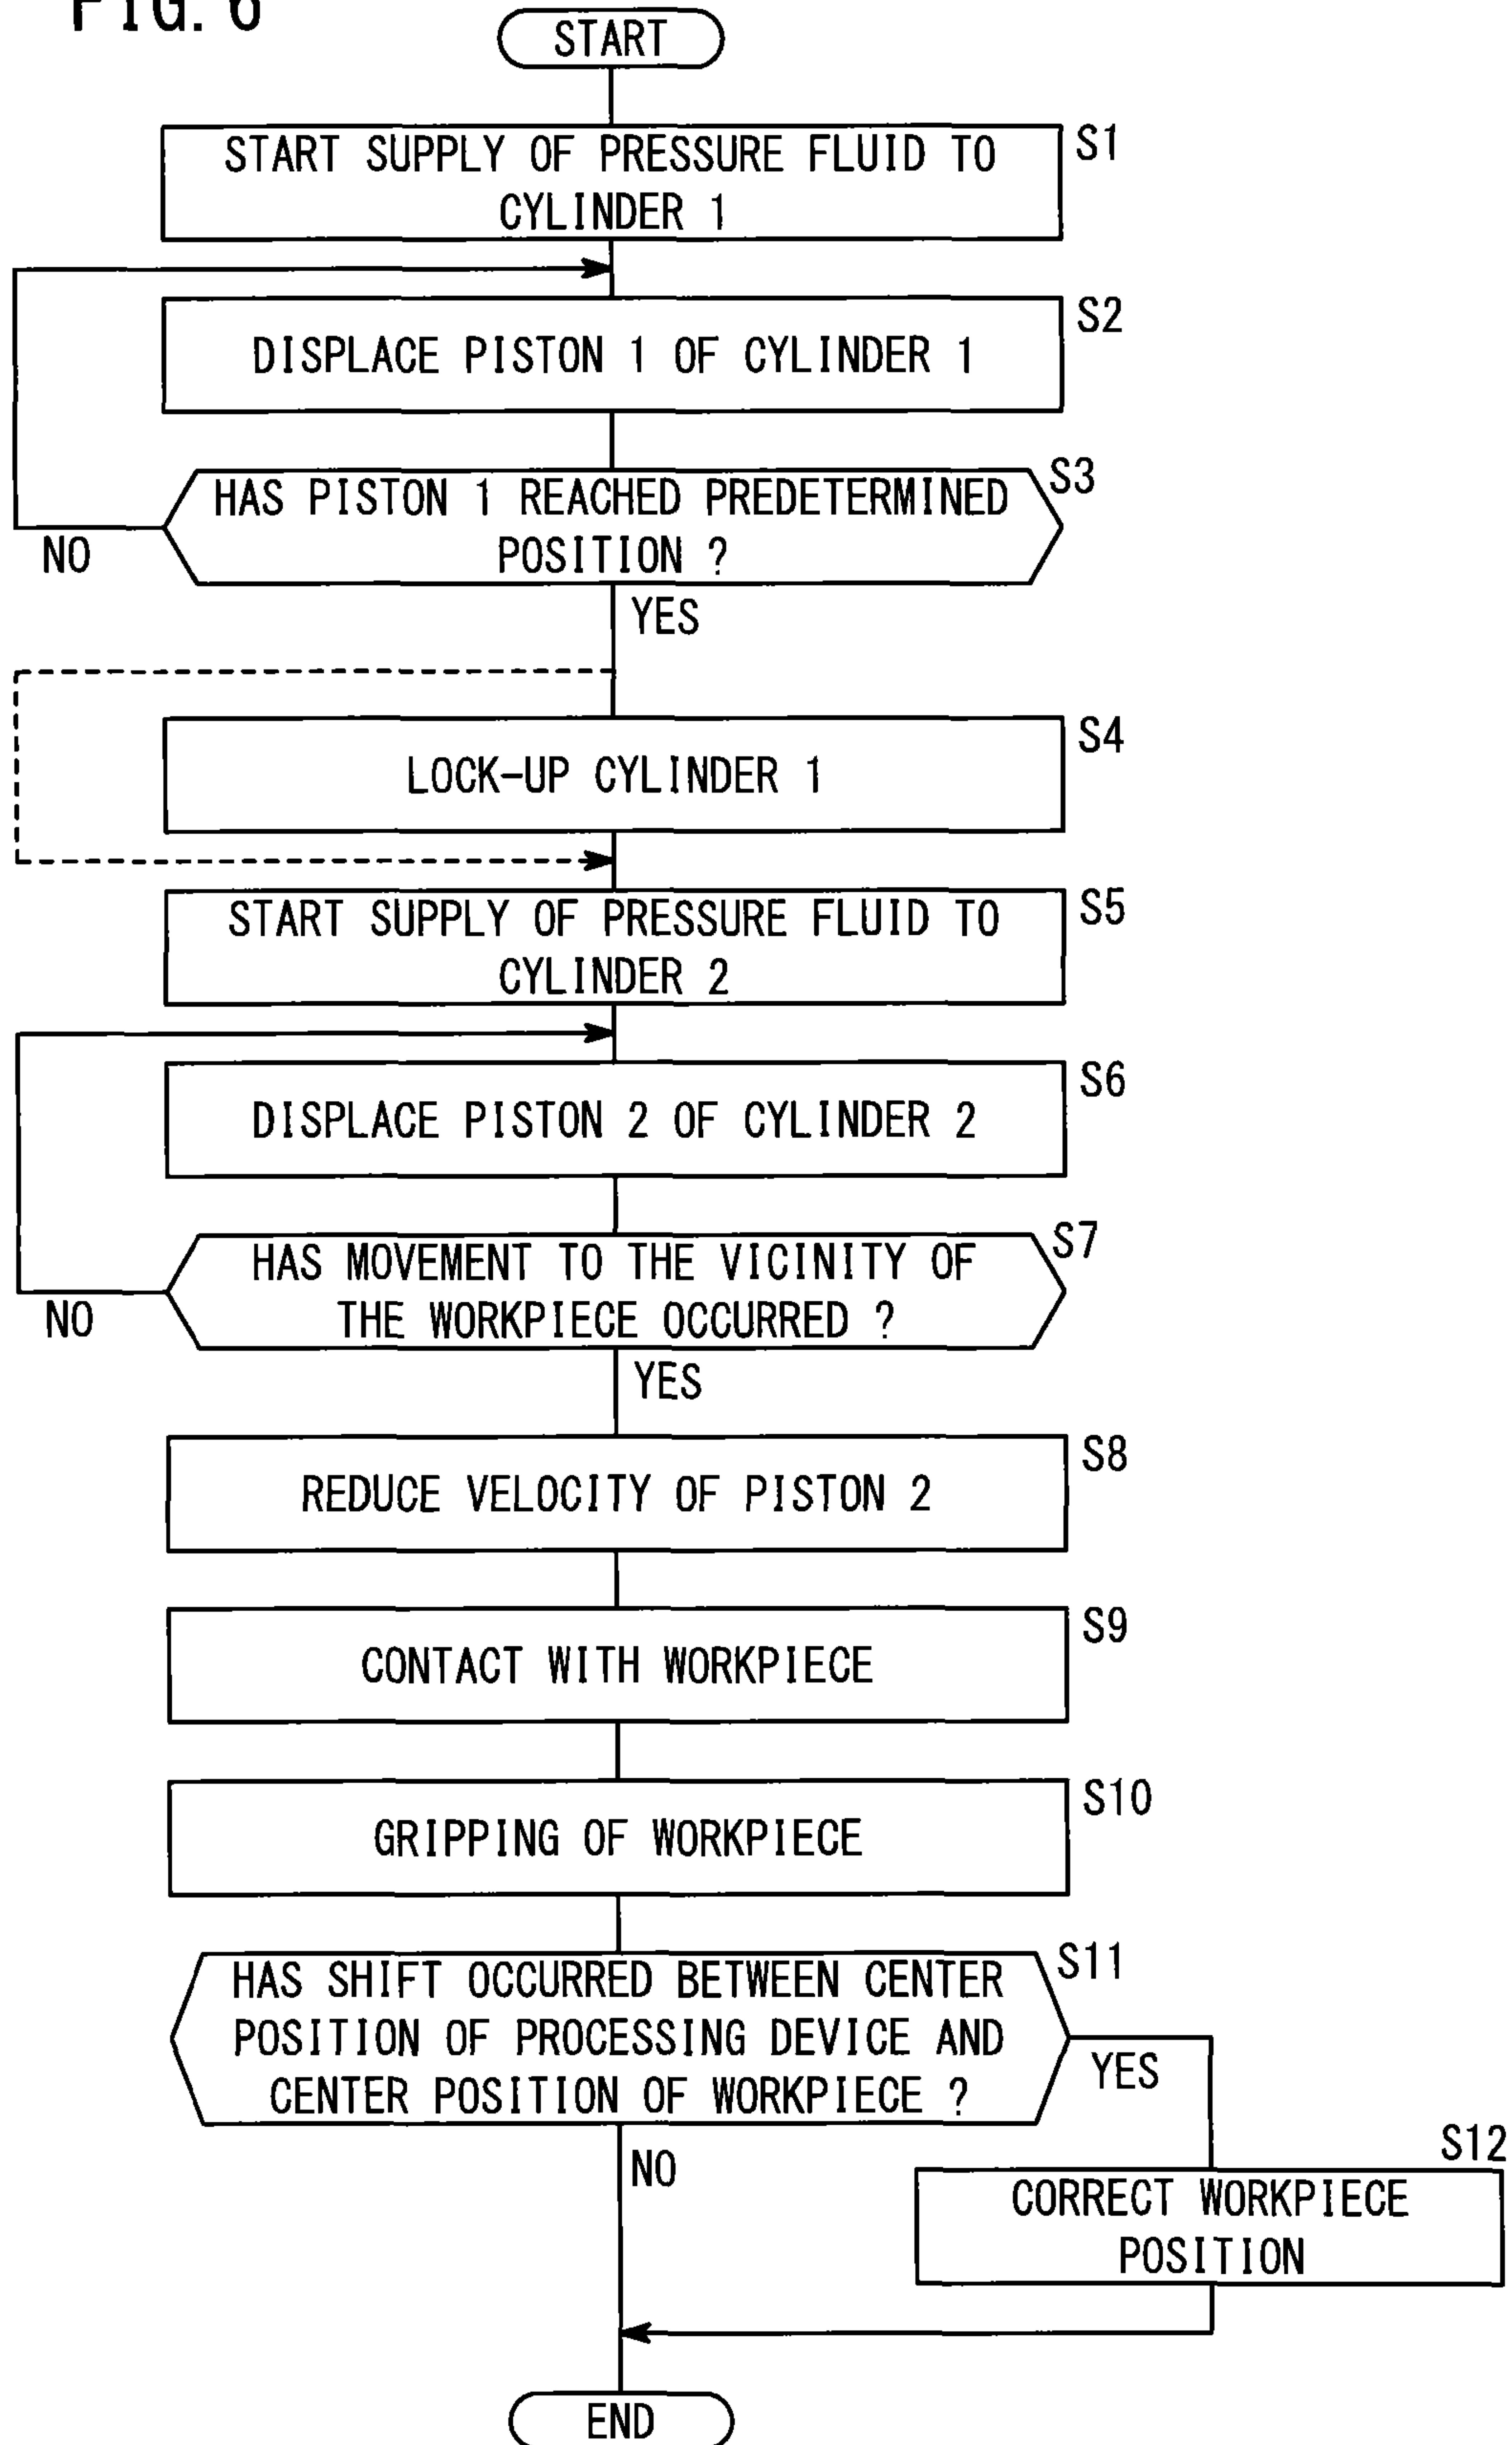 FIG. 6
START
S1
START SUPPLY OF PRESSURE FLUID TO
CYLINDER 1
S2
DISPLACE PISTON 1 OF CYLINDER 1
S3
HAS PISTON 1 REACHED PREDETERMINED
POSITION ?
NO
YES
S4
LOCK-UP CYLINDER 1
S5
START SUPPLY OF PRESSURE FLUID TO
CYLINDER 2
S6
DISPLACE PISTON 2 OF CYLINDER 2
S7
HAS MOVEMENT TO THE VICINITY OF
THE WORKPIECE OCCURRED ?
NO
YES
S8
REDUCE VELOCITY OF PISTON 2
S9
CONTACT WITH WORKPIECE
S10
GRIPPING OF WORKPIECE
S11
HAS SHIFT OCCURRED BETWEEN CENTER
POSITION OF PROCESSING DEVICE AND
CENTER POSITION OF WORKPIECE ?
YES
NO
S12
CORRECT WORKPIECE
POSITION
END